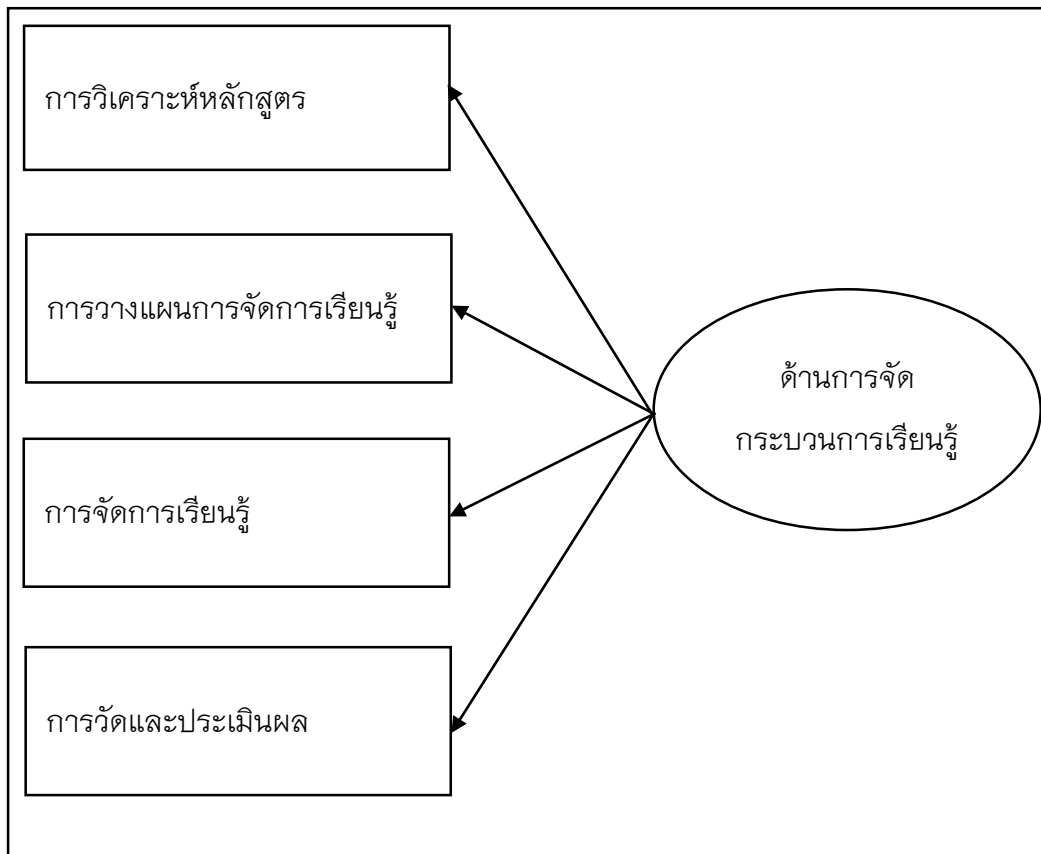 การวิเคราะห์หลักสูตร
การวางแผนการจัดการเรียนรู้
การจัดการเรียนรู้
การวัดและประเมินผล
ด้านการจัด
กระบวนการเรียนรู้